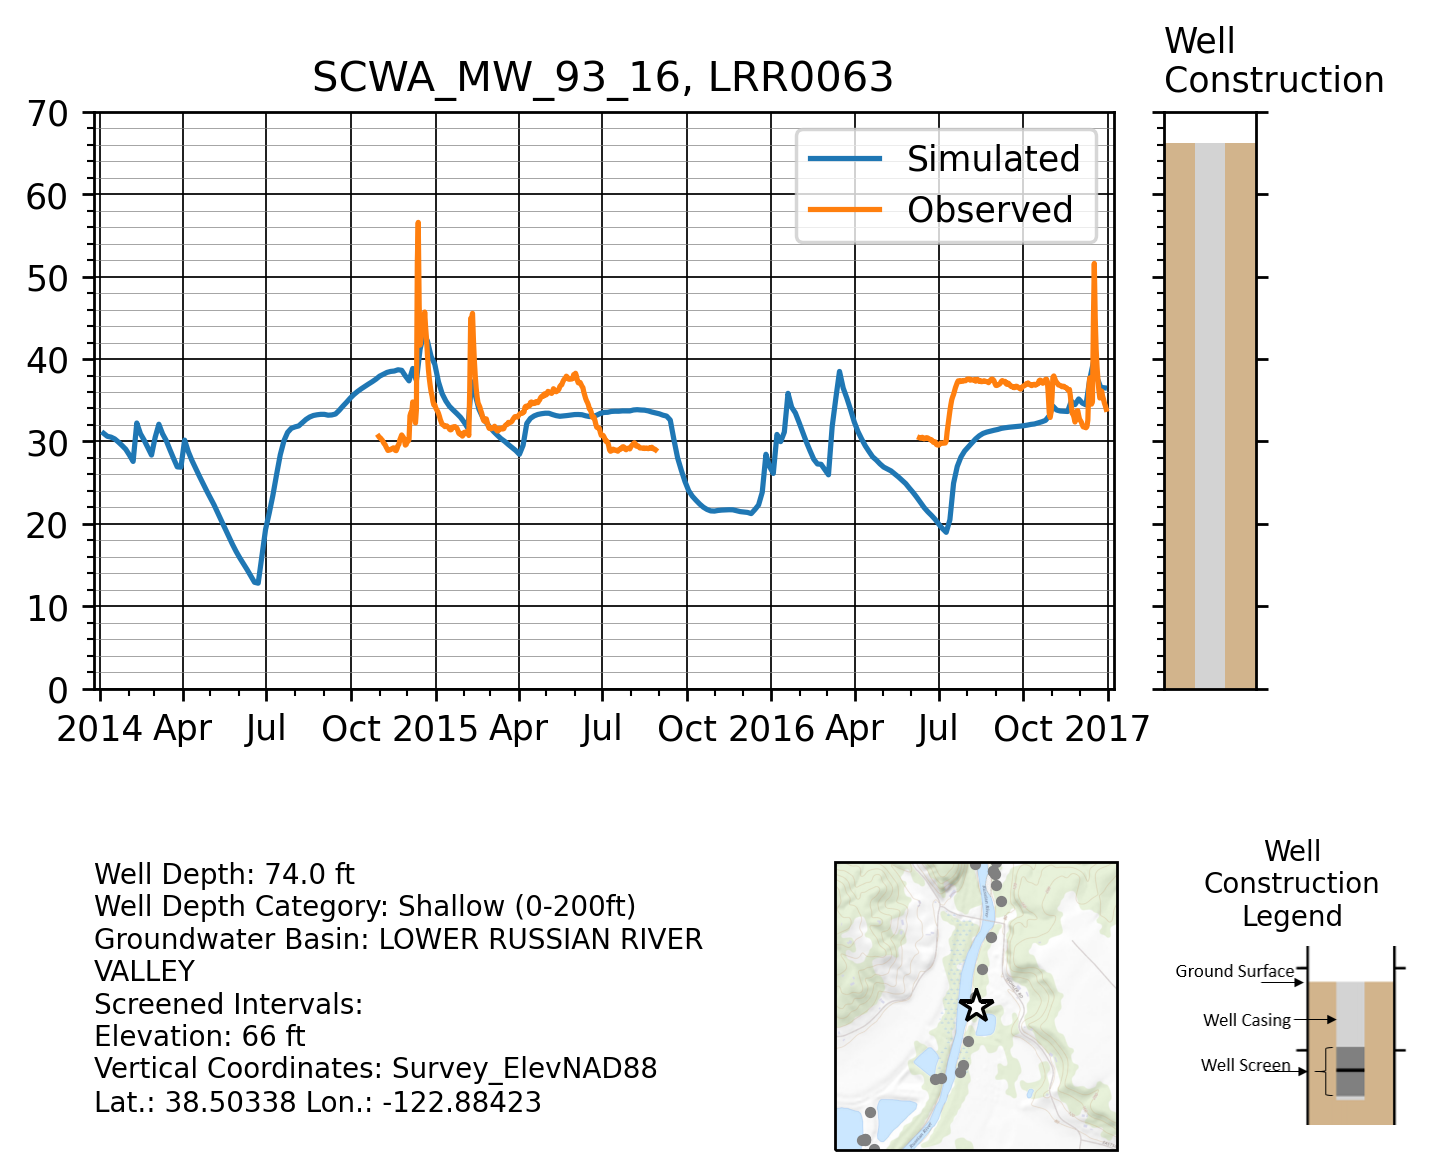 Well
Construction
SCWA_MW_93_16, LRR0063
Simulated
Observed
70
60
50
40
30
20
10
0
2014 Apr Jul Oct 2015 Apr Jul Oct 2016 Apr Jul Oct 2017
Well Depth: 74.0 ft
Well Depth Category: Shallow (0-200ft)
Groundwater Basin: LOWER RUSSIAN RIVER
VALLEY
Screened Intervals:
Elevation: 66 ft
Vertical Coordinates: Survey_ElevNAD88
Lat.: 38.50338 Lon.: -122.88423
Well
Construction
Legend
Ground Surface
Well Casing
Well Screen